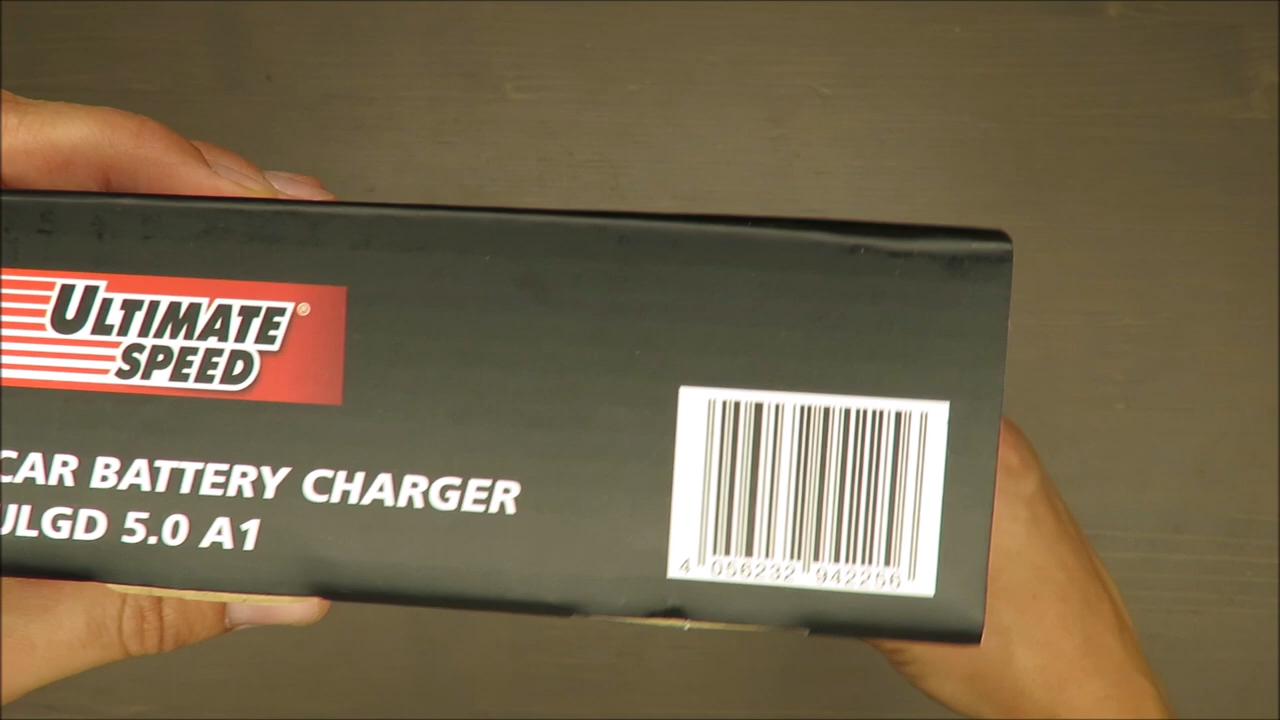 ULTIMATE®
SPEED
CAR BATTERY CHARGER
ULGD 5.0 A1
4 056232 942256